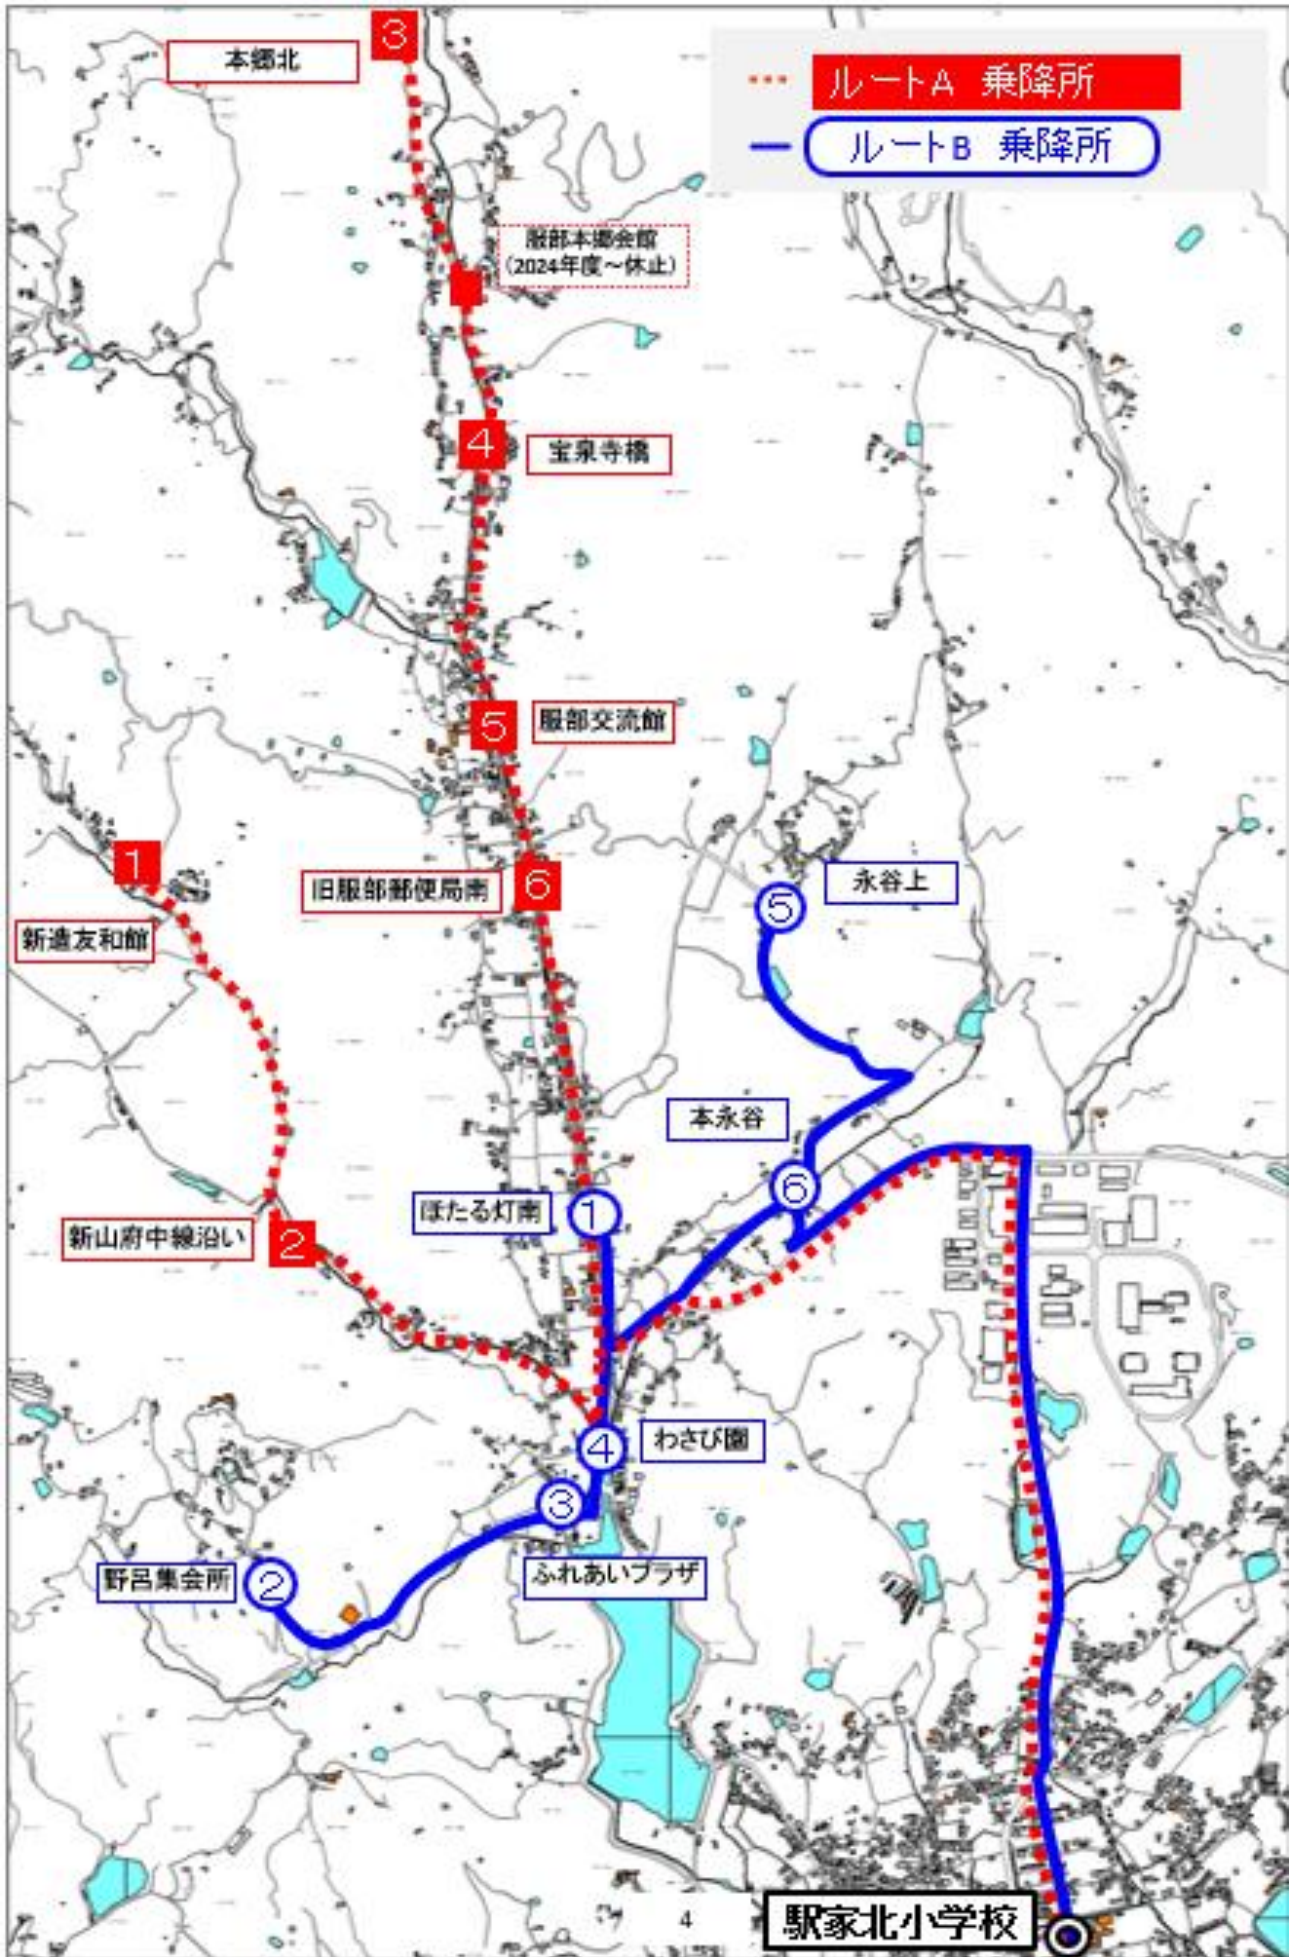 3
本郷北
ルートA 乗降所
ルートB 乗降所
服部本郷会館
(2024年度~休止)
4
宝泉寺橋
5
服部交流館
1
6
旧服部郵便局南
5
永谷上
新造友和館
本永谷
6
ほたる灯南
1
新山府中線沿い
2
4
わさび園
3
野呂集会所
2
ふれあいプラザ
4
駅家北小学校